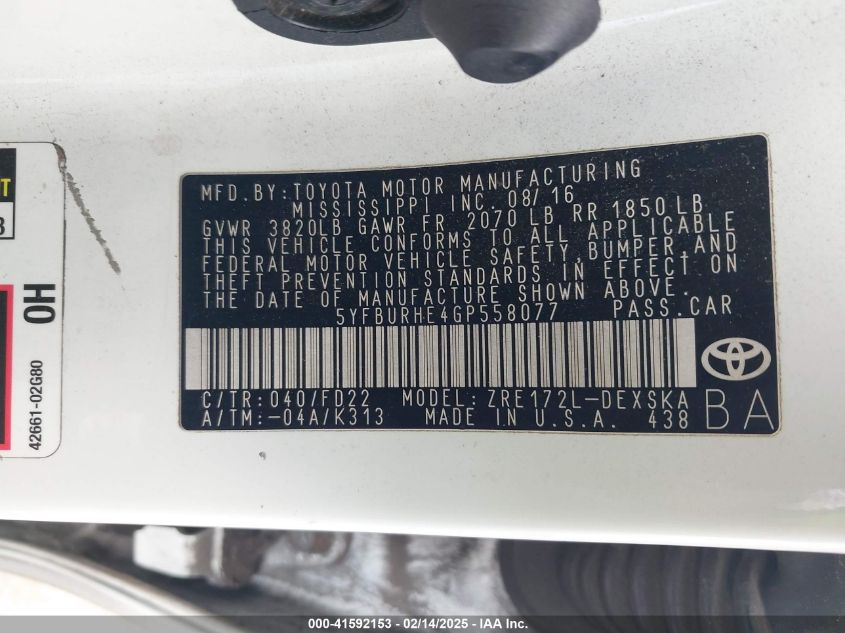 MFD.BY:TOYOTA MOTOR MANUFACTURING
MISSISSIPPI INC. 08/16
GVWR 3820LB GAWR FR 2070 LB RR 1850LB
THIS VEHICLE CONFORMS TO ALL APPLICABLE
FEDERAL MOTOR VEHICLE SAFETY,BUMPER,AND
THEFT PREVENTION STANDARDS IN EFFECT ON
THE DATE OF MANUFACTURE SHOWN ABOVE.
5YFBURHE4GP558077 PASS.CAR
C/TR:040/FD22 MODEL:ZRE172L-DEXSKA
A/TM:-04A/K313 MADE IN U.S.A. 438
BA
OH
42661-02G80
000-41592153 - 02/14/2025 - IAA Inc.